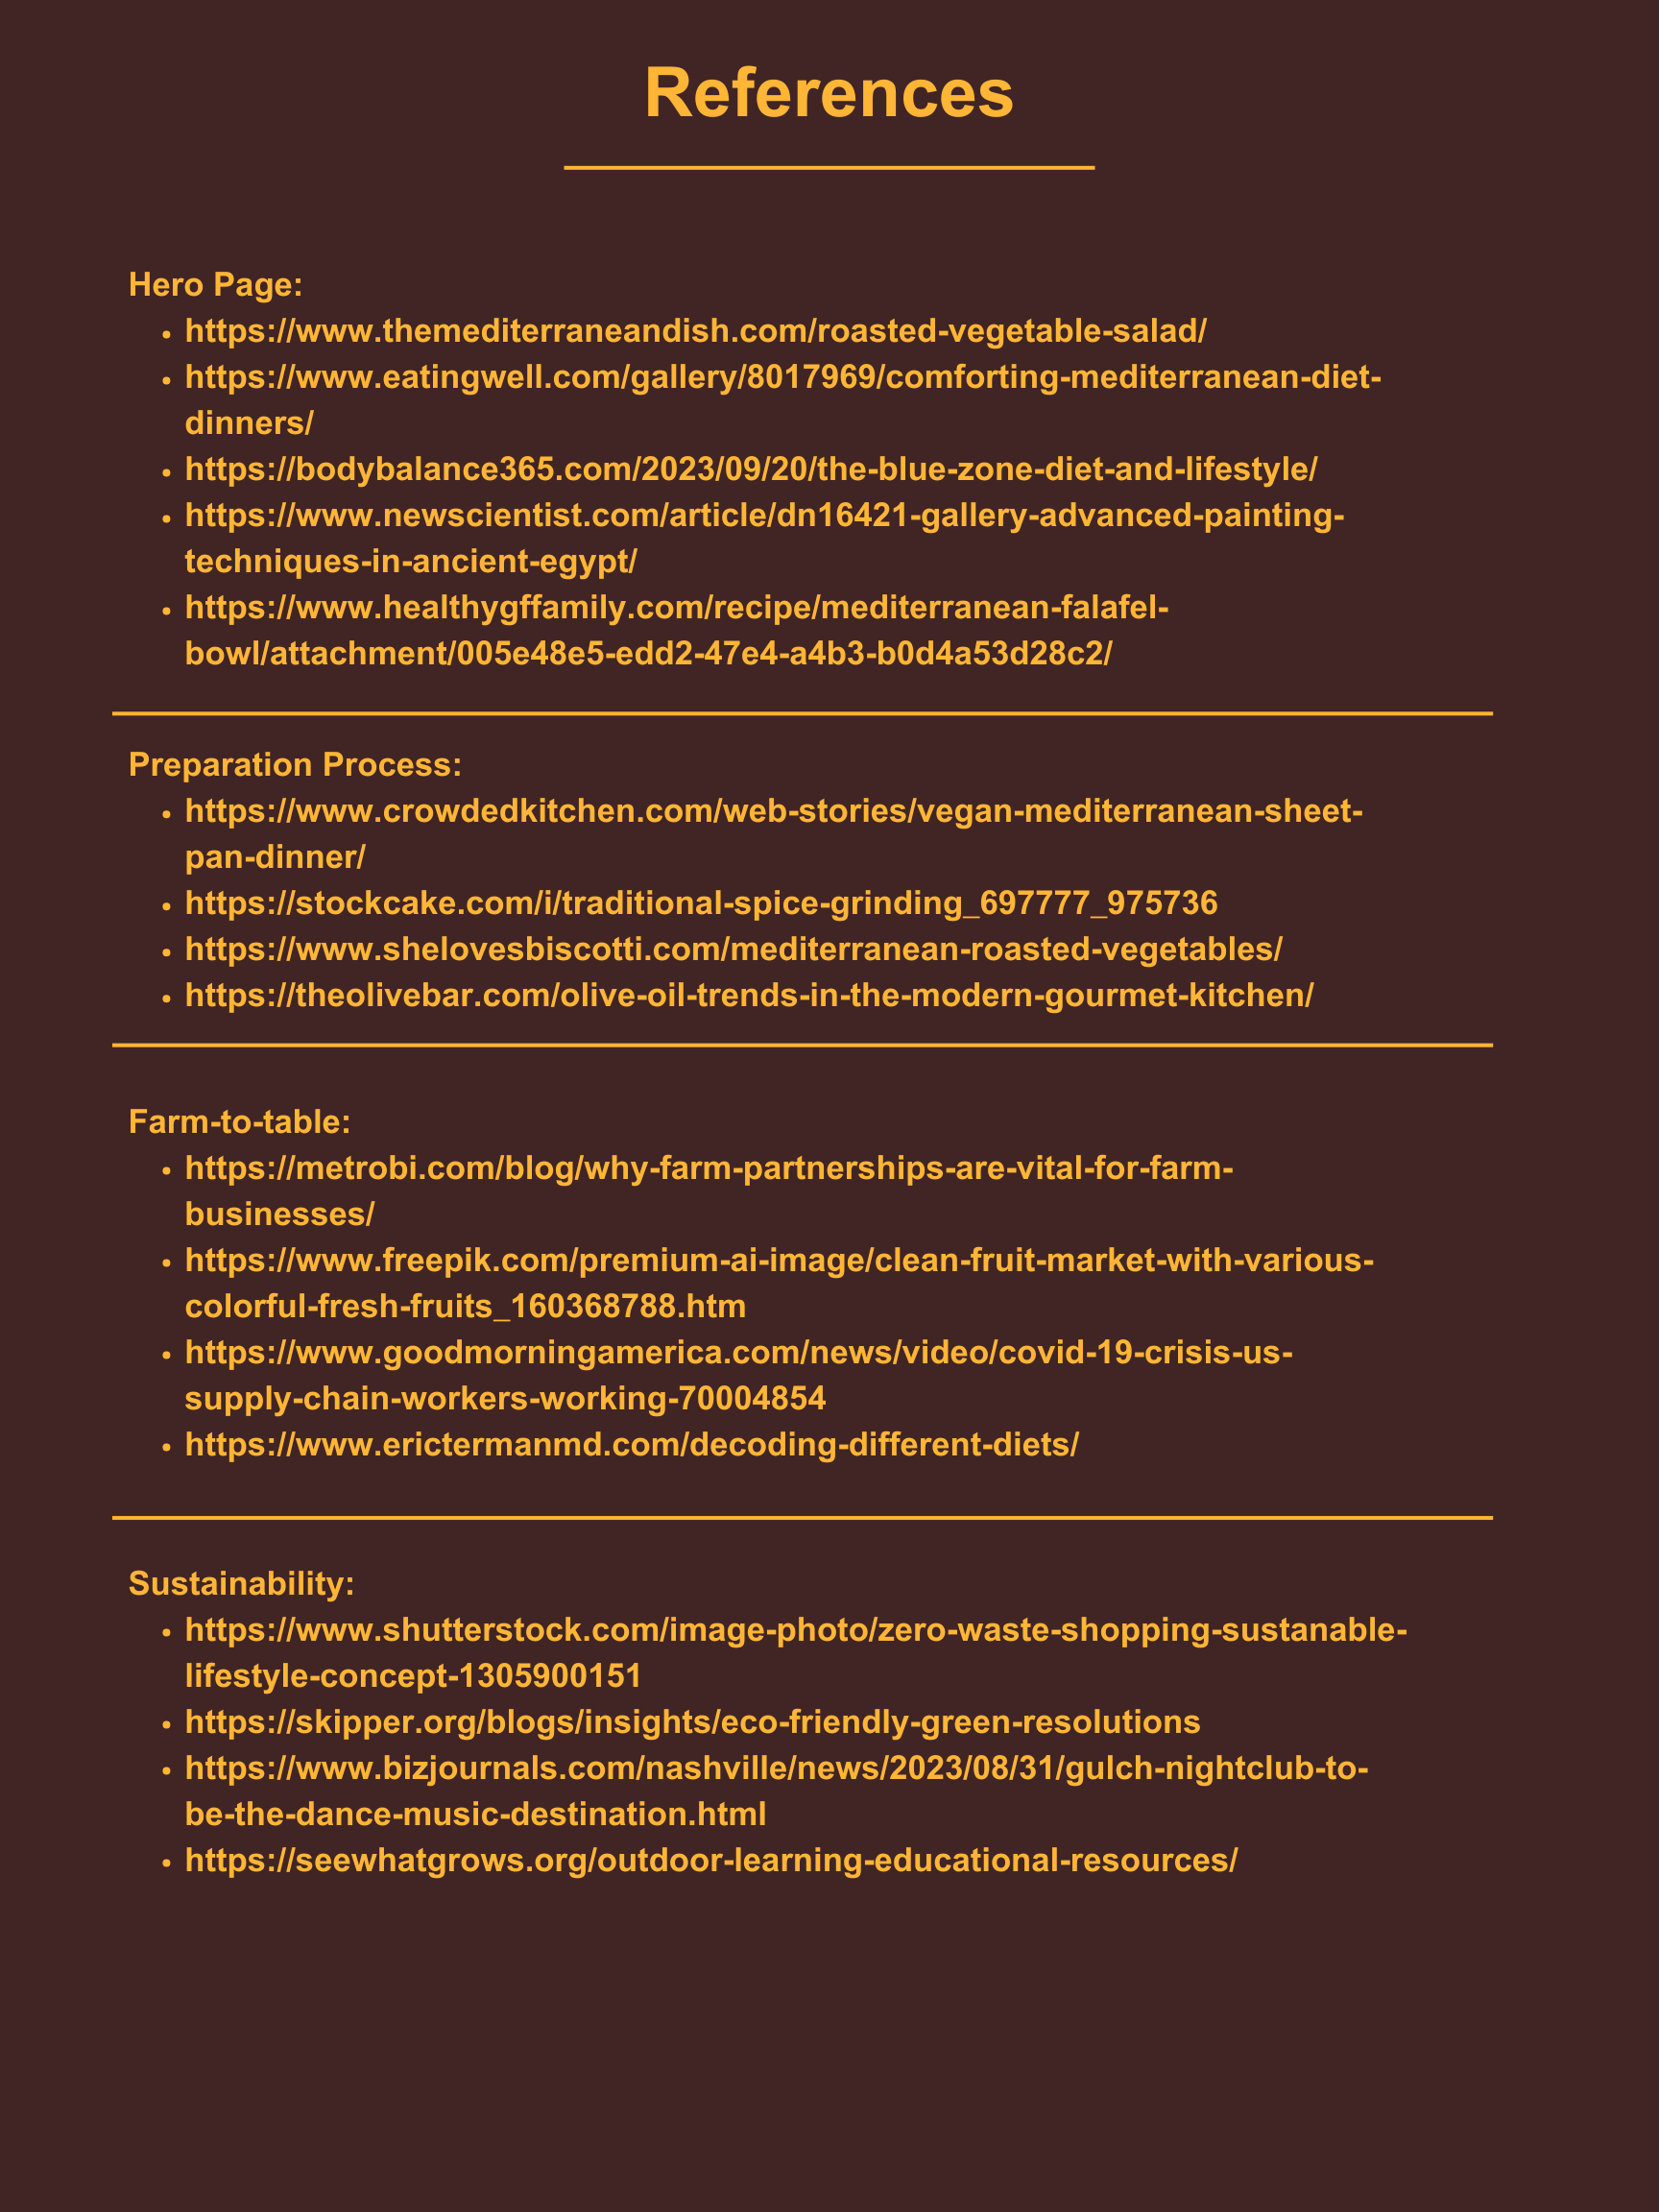 References
Hero Page:
• https://www.themediterraneandish.com/roasted-vegetable-salad/
• https://www.eatingwell.com/gallery/8017969/comforting-mediterranean-diet-
dinners/
• https://bodybalance365.com/2023/09/20/the-blue-zone-diet-and-lifestyle/
• https://www.newscientist.com/article/dn16421-gallery-advanced-painting-
techniques-in-ancient-egypt/
• https://www.healthygffamily.com/recipe/mediterranean-falafel-
bowl/attachment/005e48e5-edd2-47e4-a4b3-b0d4a53d28c2/
Preparation Process:
• https://www.crowdedkitchen.com/web-stories/vegan-mediterranean-sheet-
pan-dinner/
• https://stockcake.com/i/traditional-spice-grinding_697777_975736
• https://www.shelovesbiscotti.com/mediterranean-roasted-vegetables/
• https://theolivebar.com/olive-oil-trends-in-the-modern-gourmet-kitchen/
Farm-to-table:
• https://metrobi.com/blog/why-farm-partnerships-are-vital-for-farm-
businesses/
• https://www.freepik.com/premium-ai-image/clean-fruit-market-with-various-
colorful-fresh-fruits_160368788.htm
• https://www.goodmorningamerica.com/news/video/covid-19-crisis-us-
supply-chain-workers-working-70004854
• https://www.erictermanmd.com/decoding-different-diets/
Sustainability:
• https://www.shutterstock.com/image-photo/zero-waste-shopping-sustanable-
lifestyle-concept-1305900151
• https://skipper.org/blogs/insights/eco-friendly-green-resolutions
• https://www.bizjournals.com/nashville/news/2023/08/31/gulch-nightclub-to-
be-the-dance-music-destination.html
• https://seewhatgrows.org/outdoor-learning-educational-resources/